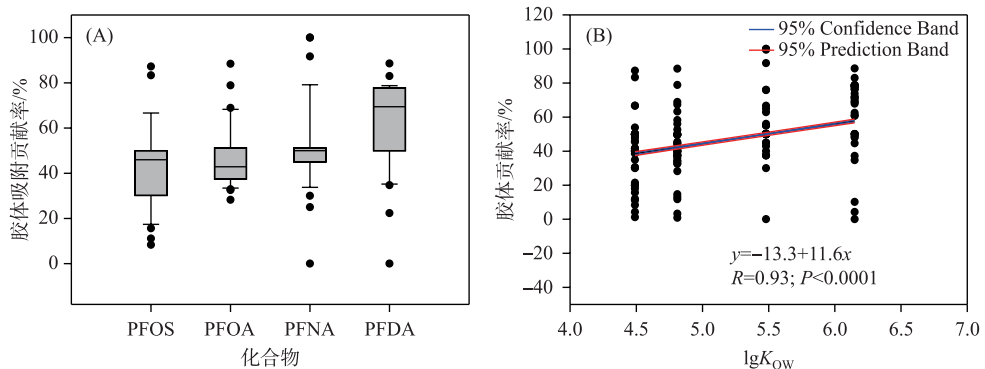 (A)
100
80
60
40
20
0
胶体吸附贡献率/%
PFOS PFOA PFNA PFDA
化合物
(B)
95% Confidence Band
95% Prediction Band
120
100
80
60
40
20
0
−20
−40
胶体贡献率/%
y=−13.3+11.6x
R=0.93; P<0.0001
4.0 4.5 5.0 5.5 6.0 6.5 7.0
lgK_OW